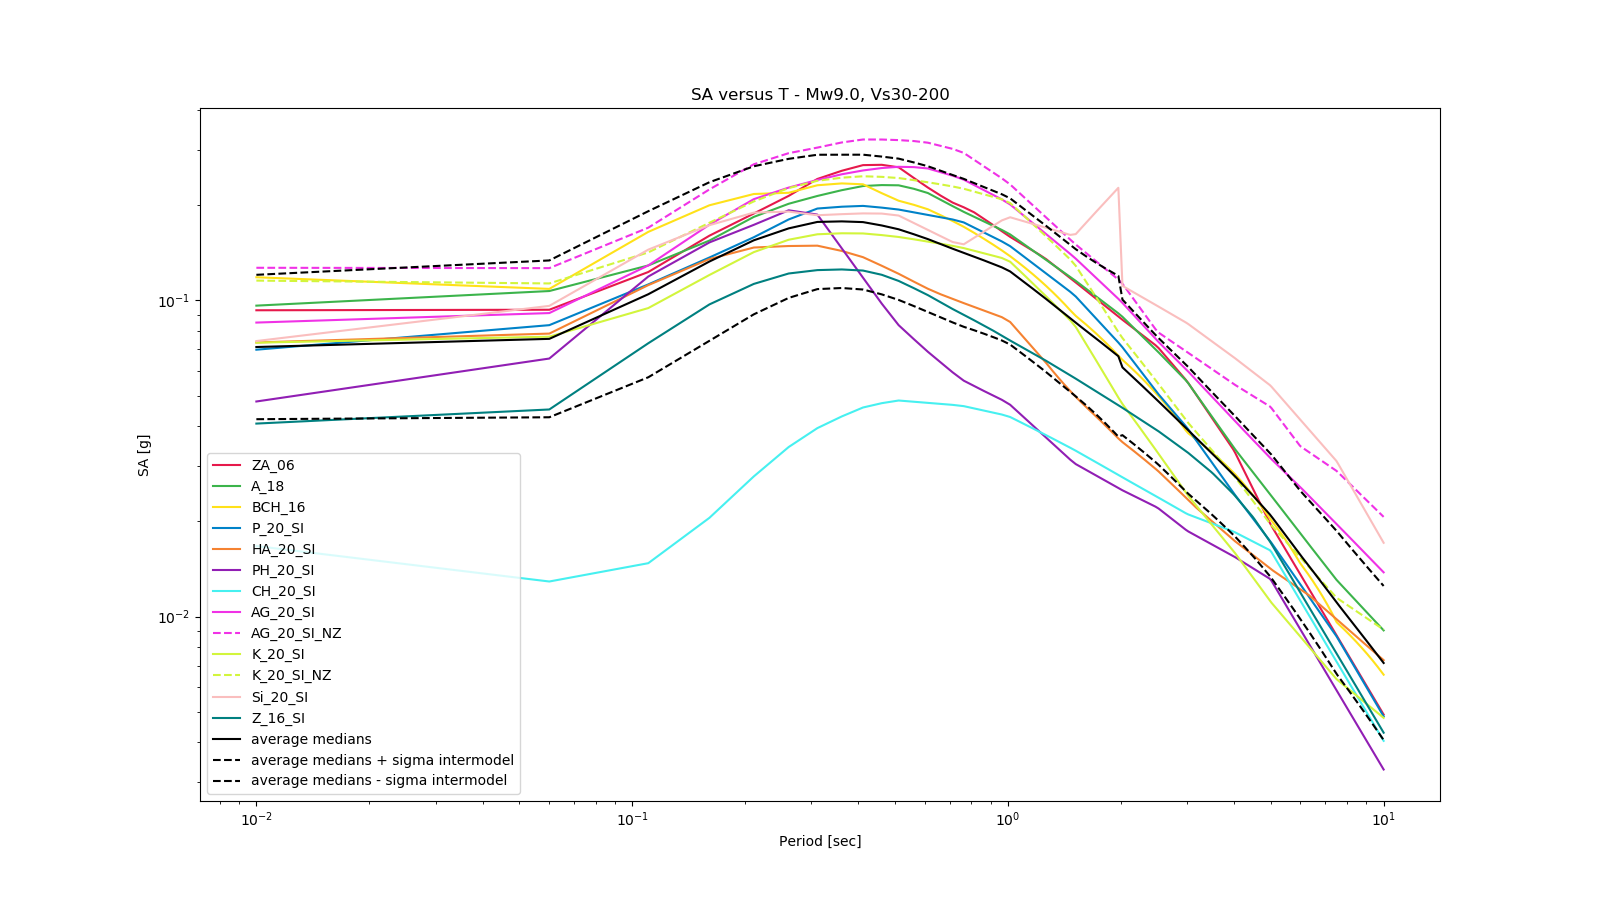 SA versus T - Mw9.0, Vs30-200
SA [g]
10⁻¹
10⁻²
ZA_06
A_18
BCH_16
P_20_SI
HA_20_SI
PH_20_SI
CH_20_SI
AG_20_SI
AG_20_SI_NZ
K_20_SI
K_20_SI_NZ
Si_20_SI
Z_16_SI
average medians
average medians + sigma intermodel
average medians - sigma intermodel
10⁻² 10⁻¹ 10⁰ 10¹
Period [sec]